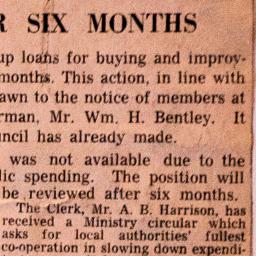 SIX MONTHS
up loans for buying and improv-
months. This action, in line with
awn to the notice of members at
rman, Mr. Wm. H. Bentley. It
uncil has already made.
was not available due to the
lic spending. The position will
be reviewed after six months.
The Clerk, Mr. A. B. Harrison, has
received a Ministry circular which
asks for local authorities' fullest
co-operation in slowing down expendi-